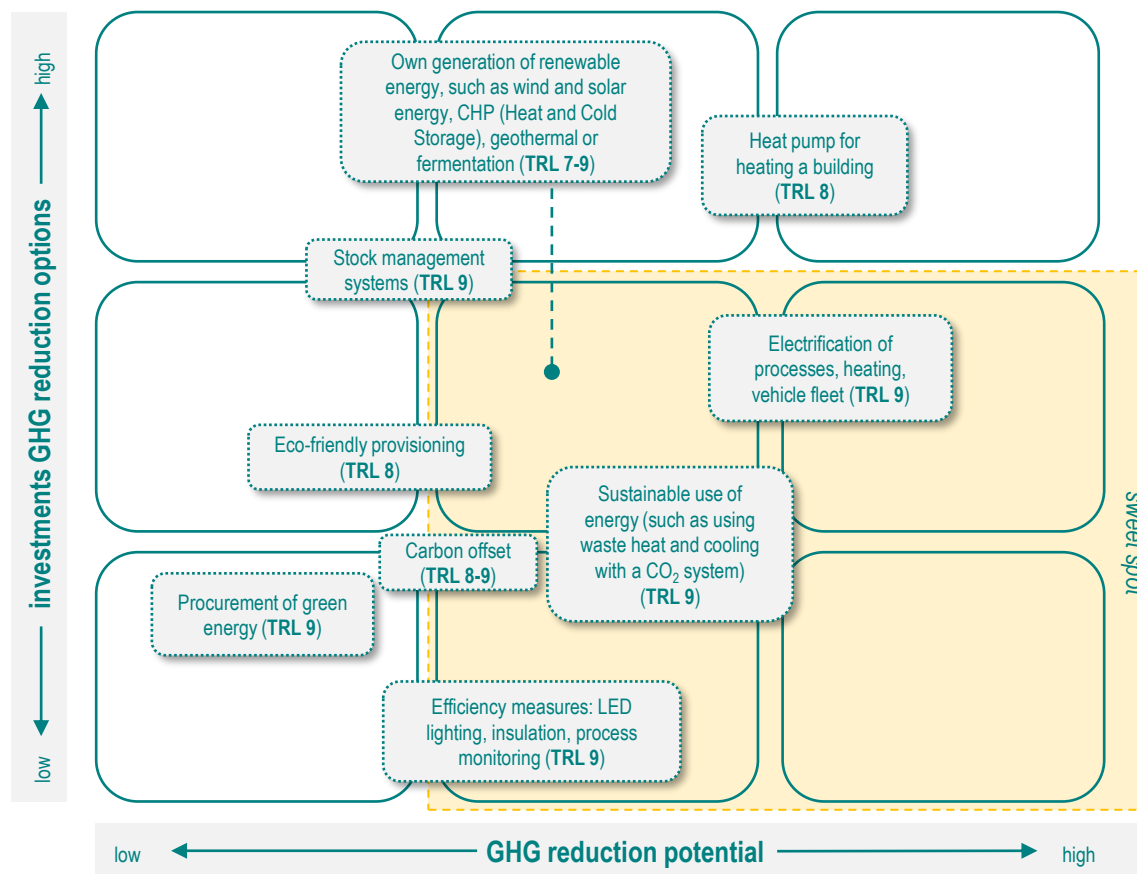 high
investments GHG reduction options
low
Own generation of renewable
energy, such as wind and solar
energy, CHP (Heat and Cold
Storage), geothermal or
fermentation (TRL 7-9)
Heat pump for
heating a building
(TRL 8)
Stock management
systems (TRL 9)
Electrification of
processes, heating,
vehicle fleet (TRL 9)
Eco-friendly provisioning
(TRL 8)
Sustainable use of
energy (such as using
waste heat and cooling
with a CO₂ system)
(TRL 9)
sweet spot
Carbon offset
(TRL 8-9)
Procurement of green
energy (TRL 9)
Efficiency measures: LED
lighting, insulation, process
monitoring (TRL 9)
low
GHG reduction potential
high